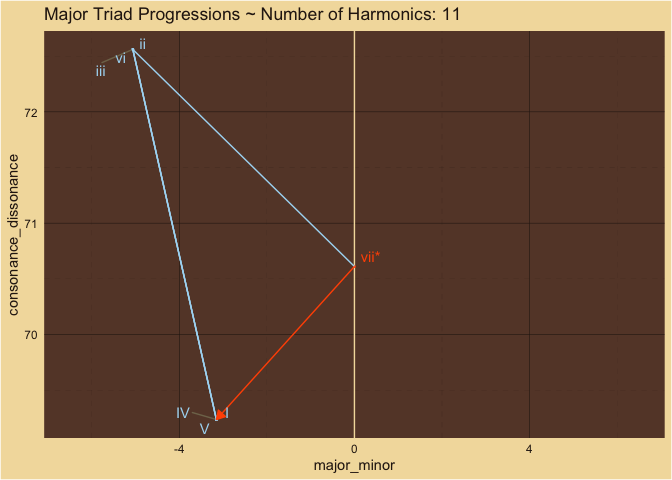 Major Triad Progressions ~ Number of Harmonics: 11
consonance_dissonance
72
71
70
ii
vi
iii
vii*
IV
I
V
-4
0
4
major_minor